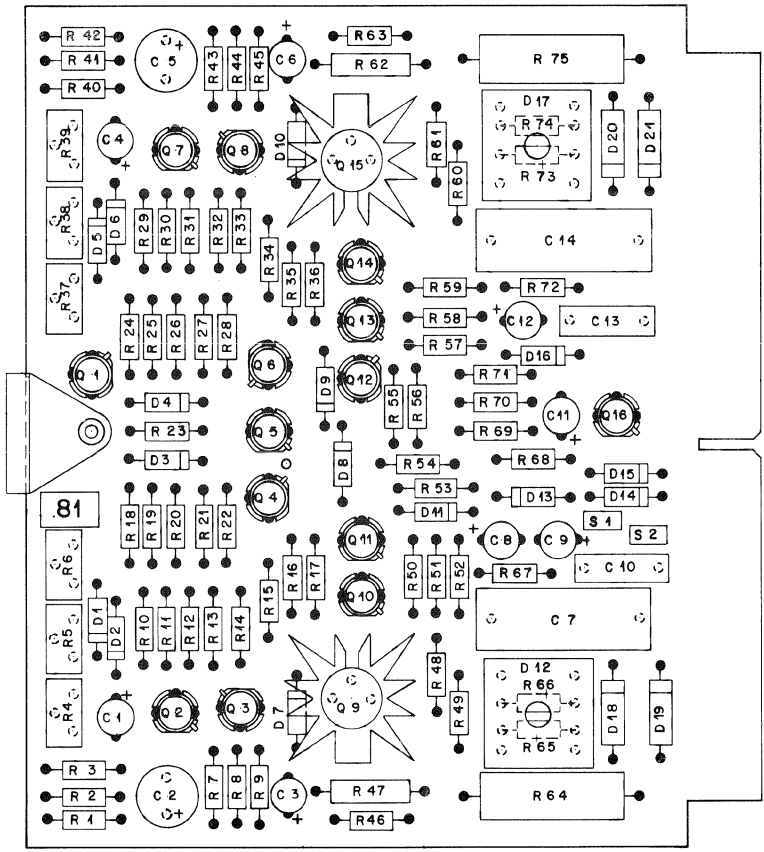 R 42
R 41
R 40
C 5
+
R 43
R 44
R 45
+
C 6
R 63
R 62
R 75
R 39
C 4
+
Q 7
Q 8
D 10
Q 15
R 61
R 60
D 17
R 74
R 73
D 20
D 21
R 38
D 5
D 6
R 29
R 30
R 31
R 32
R 33
R 34
R 35
R 36
Q 14
C 14
R 37
R 59
R 72
R 24
R 25
R 26
R 27
R 28
Q 13
R 58
+
C 12
C 13
R 57
D 16
Q 1
Q 6
D 9
Q 12
R 55
R 56
R 71
D 4
R 70
C 11
+
Q 16
R 23
Q 5
R 69
D 3
D 8
R 54
R 68
D 15
Q 4
R 53
D 13
D 14
.81
R 18
R 19
R 20
R 21
R 22
D 11
S 1
S 2
Q 11
+
C 8
C 9
+
R 6
R 16
R 17
R 50
R 51
R 52
R 67
C 10
R 15
Q 10
R 5
D 1
D 2
R 10
R 11
R 12
R 13
R 14
C 7
R 48
R 4
C 1
+
Q 2
Q 3
D 7
Q 9
R 49
D 12
R 66
R 65
D 18
D 19
R 3
R 2
R 1
C 2
+
R 7
R 8
R 9
C 3
+
R 47
R 46
R 64